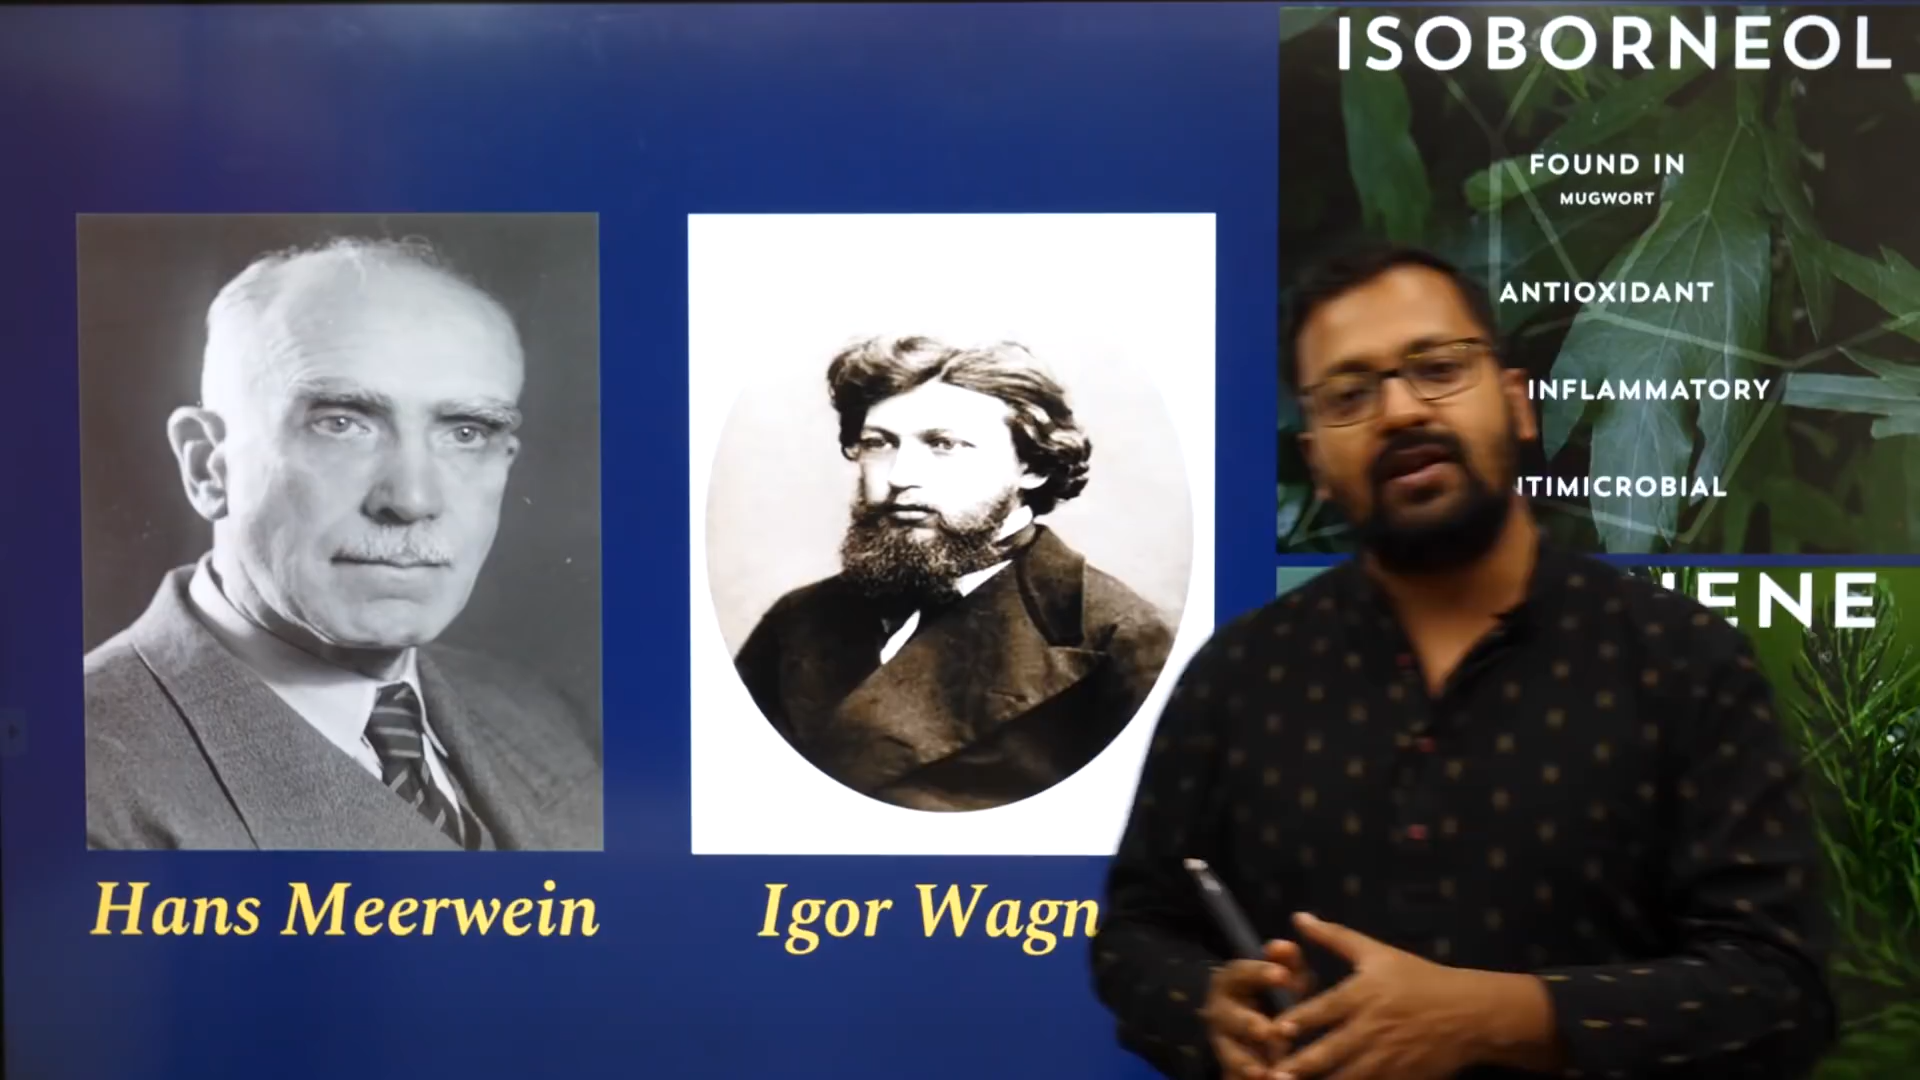 Hans Meerwein
Igor Wagn
ISOBORNEOL
FOUND IN
MUGWORT
ANTIOXIDANT
INFLAMMATORY
TIMICROBIAL
ENE